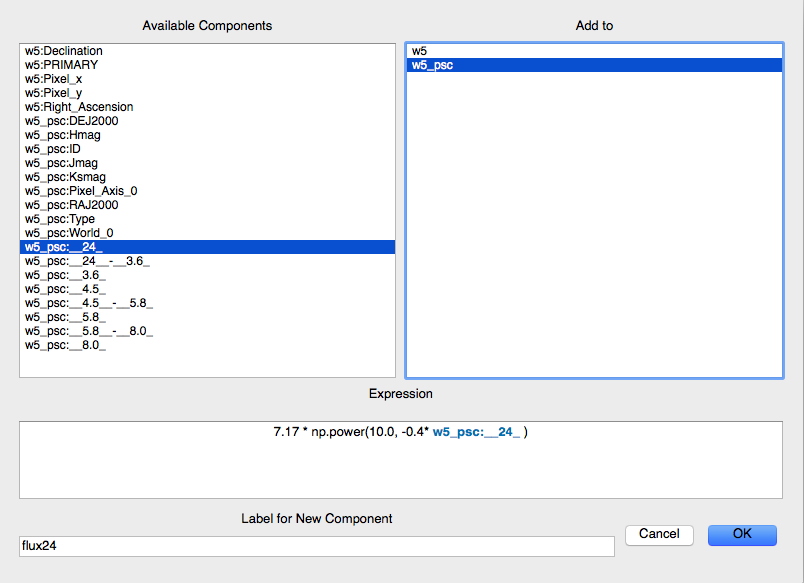 Available Components
w5:Declination
w5:PRIMARY
w5:Pixel_x
w5:Pixel_y
w5:Right_Ascension
w5_psc:DEJ2000
w5_psc:Hmag
w5_psc:ID
w5_psc:Jmag
w5_psc:Ksmag
w5_psc:Pixel_Axis_0
w5_psc:RAJ2000
w5_psc:Type
w5_psc:World_0
w5_psc:__24_
w5_psc:__24__-__3.6_
w5_psc:__3.6_
w5_psc:__4.5_
w5_psc:__4.5__-__5.8_
w5_psc:__5.8_
w5_psc:__5.8__-__8.0_
w5_psc:__8.0_
Add to
w5
w5_psc
Expression
7.17 * np.power(10.0, -0.4* w5_psc:__24_ )
Label for New Component
flux24
Cancel
OK